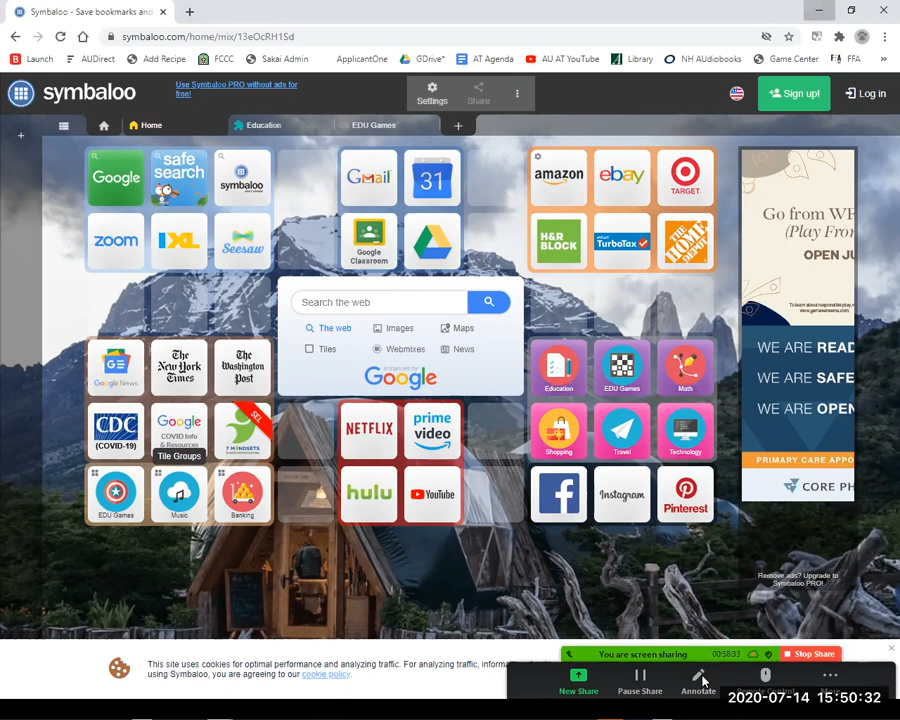 Symbaloo - Save bookmarks and
symbaloo.com/home/mix/13eOcRH1Sd
Launch AUDirect Add Recipe FCCC Sakai Admin ApplicantOne GDrive* AT Agenda AU AT YouTube Library NH AUdiobooks Game Center FFA »
symbaloo
Use Symbaloo PRO without ads for
free!
Settings
Share
Sign up!
Log in
Home
Education
EDU Games
Google
safe
search
symbaloo
Gmail
31
amazon
ebay
TARGET
zoom
IXL
Seesaw
Google
Classroom
H&R
BLOCK
intuit
TurboTax
THE
HOME
DEPOT
Search the web
The web
Images
Maps
Tiles
Webmixes
News
enhanced by
Google
Google News
The
New York
Times
The
Washington
Post
Education
EDU Games
Math
CDC
(COVID-19)
Google
COVID Info
& Resources
Tile Groups
SEL
7 MINDSETS
NETFLIX
prime
video
Shopping
Travel
Technology
EDU Games
Music
Banking
hulu
YouTube
Instagram
Pinterest
Go from WF
(Play From
OPEN JU
WE ARE READ
WE ARE SAFE
WE ARE OPEN
PRIMARY CARE APPO
CORE PH
Remove ads? Upgrade to
Symbaloo PRO!
This site uses cookies for optimal performance and analyzing traffic. For analyzing traffic, inform
using Symbaloo, you are agreeing to our cookie policy.
You are screen sharing
00:58:33
Stop Share
New Share
Pause Share
Annotate
2020-07-14 15:50:32